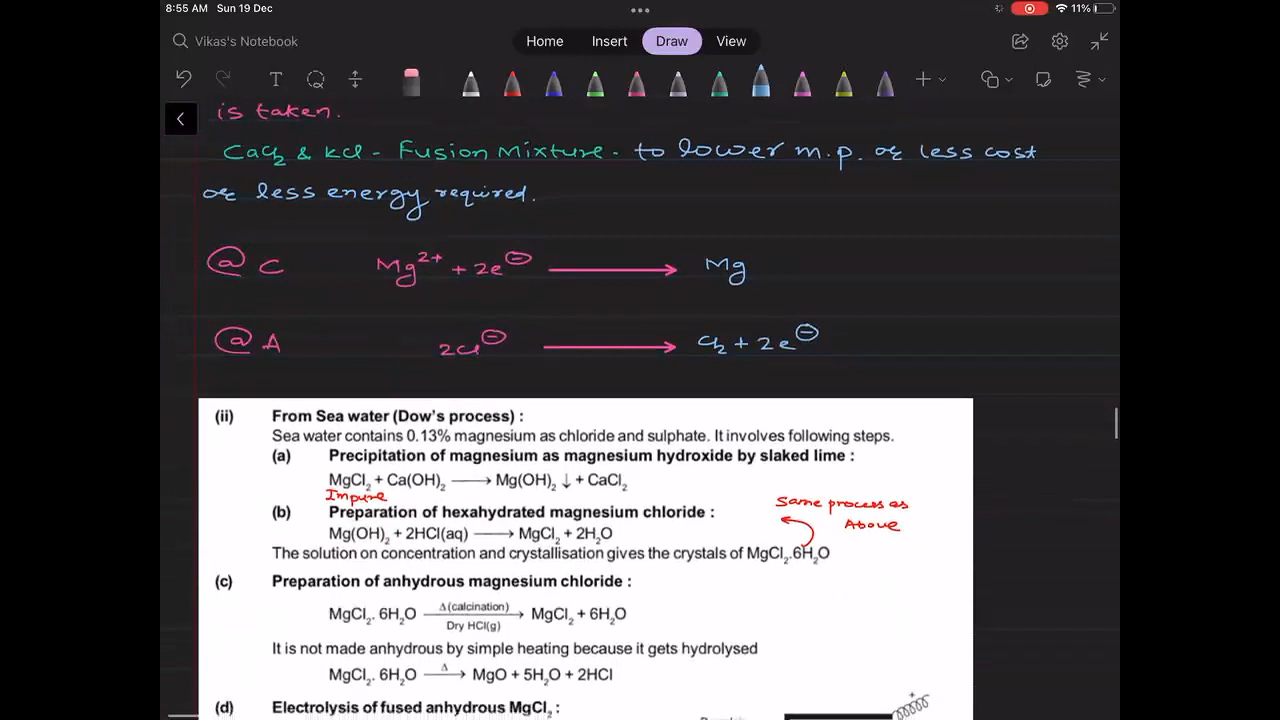 8:55 AM Sun 19 Dec
11%
Vikas's Notebook
Home Insert Draw View
is taken.
CaCl2 & KCl - Fusion Mixture - to lower m.p. or less cost
or less energy required.
@ C Mg²⁺ + 2e⊖ → Mg
@ A 2Cl⊖ → Cl₂ + 2e⊖
(ii) From Sea water (Dow's process) :
Sea water contains 0.13% magnesium as chloride and sulphate. It involves following steps.
(a) Precipitation of magnesium as magnesium hydroxide by slaked lime :
MgCl₂ + Ca(OH)₂ → Mg(OH)₂ ↓ + CaCl₂
Impure
Same process as
Above
(b) Preparation of hexahydrated magnesium chloride :
Mg(OH)₂ + 2HCl(aq) → MgCl₂ + 2H₂O
The solution on concentration and crystallisation gives the crystals of MgCl₂.6H₂O
(c) Preparation of anhydrous magnesium chloride :
Δ(calcination)
MgCl₂. 6H₂O → MgCl₂ + 6H₂O
Dry HCl(g)
It is not made anhydrous by simple heating because it gets hydrolysed
Δ
MgCl₂. 6H₂O → MgO + 5H₂O + 2HCl
(d) Electrolysis of fused anhydrous MgCl₂ :
+